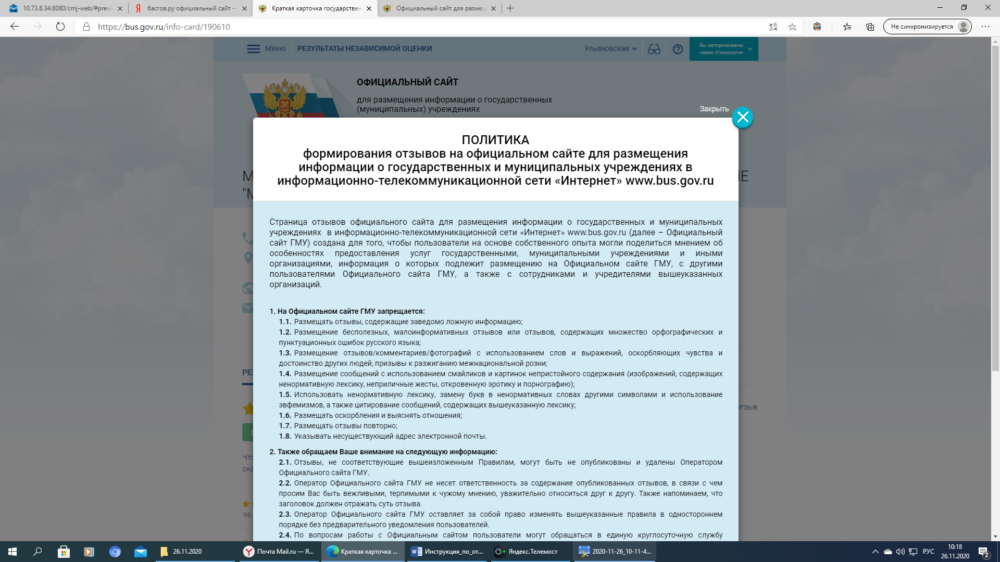 10.73.8.34:8080/cmj-web/#previ
басгов.ру официальный сайт —
Краткая карточка государствен
Официальный сайт для размещ
https://bus.gov.ru/info-card/190610
Не синхронизируется
Меню
РЕЗУЛЬТАТЫ НЕЗАВИСИМОЙ ОЦЕНКИ
Ульяновская
Вы авторизованы
через «Госуслуги»
ОФИЦИАЛЬНЫЙ САЙТ
для размещения информации о государственных
(муниципальных) учреждениях
Закрыть
ПОЛИТИКА
формирования отзывов на официальном сайте для размещения
информации о государственных и муниципальных учреждениях в
информационно-телекоммуникационной сети «Интернет» www.bus.gov.ru
Страница отзывов официального сайта для размещения информации о государственных и муниципальных
учреждениях в информационно-телекоммуникационной сети «Интернет» www.bus.gov.ru (далее – Официальный
сайт ГМУ) создана для того, чтобы пользователи на основе собственного опыта могли поделиться мнением об
особенностях предоставления услуг государственными, муниципальными учреждениями и иными
организациями, информация о которых подлежит размещению на Официальном сайте ГМУ, с другими
пользователями Официального сайта ГМУ, а также с сотрудниками и учредителями вышеуказанных
организаций.
1. На Официальном сайте ГМУ запрещается:
1.1. Размещать отзывы, содержащие заведомо ложную информацию;
1.2. Размещение бесполезных, малоинформативных отзывов или отзывов, содержащих множество орфографических и
пунктуационных ошибок русского языка;
1.3. Размещение отзывов/комментариев/фотографий с использованием слов и выражений, оскорбляющих чувства и
достоинство других людей, призывы к разжиганию межнациональной розни;
1.4. Размещение сообщений с использованием смайликов и картинок непристойного содержания (изображений, содержащих
ненормативную лексику, неприличные жесты, откровенную эротику и порнографию);
1.5. Использовать ненормативную лексику, замену букв в ненормативных словах другими символами и использование
эвфемизмов, а также цитирование сообщений, содержащих вышеуказанную лексику;
1.6. Размещать оскорбления и выяснять отношения;
1.7. Размещать отзывы повторно;
1.8. Указывать несуществующий адрес электронной почты.
2. Также обращаем Ваше внимание на следующую информацию:
2.1. Отзывы, не соответствующие вышеизложенным Правилам, могут быть не опубликованы и удалены Оператором
Официального сайта ГМУ.
2.2. Оператор Официального сайта ГМУ не несет ответственность за содержание опубликованных отзывов, в связи с чем
просим Вас быть вежливыми, терпимыми к чужому мнению, уважительно относиться друг к другу. Также напоминаем, что
заголовок должен отражать суть отзыва.
2.3. Оператор Официального сайта ГМУ оставляет за собой право изменять вышеуказанные правила в одностороннем
порядке без предварительного уведомления пользователей.
2.4. По вопросам работы с Официальным сайтом пользователи могут обращаться в единую круглосуточную службу
26.11.2020
Почта Mail.ru — Я...
Краткая карточка ...
Инструкция_по_от...
Яндекс.Телемост
2020-11-26_10-11-4...
РУС
10:18
26.11.2020
2